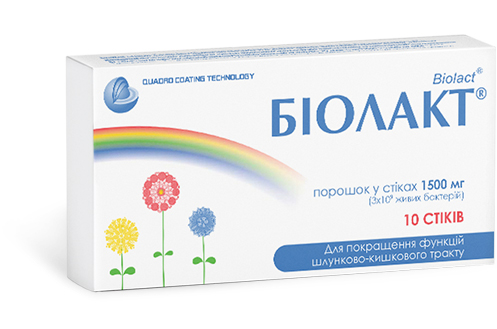 QUADRO COATING TECHNOLOGY
Biolact®
БІОЛАКТ®
порошок у стіках 1500 мг
(3x10⁹ живих бактерій)
10 СТІКІВ
Для покращення функцій
шлунково-кишкового тракту